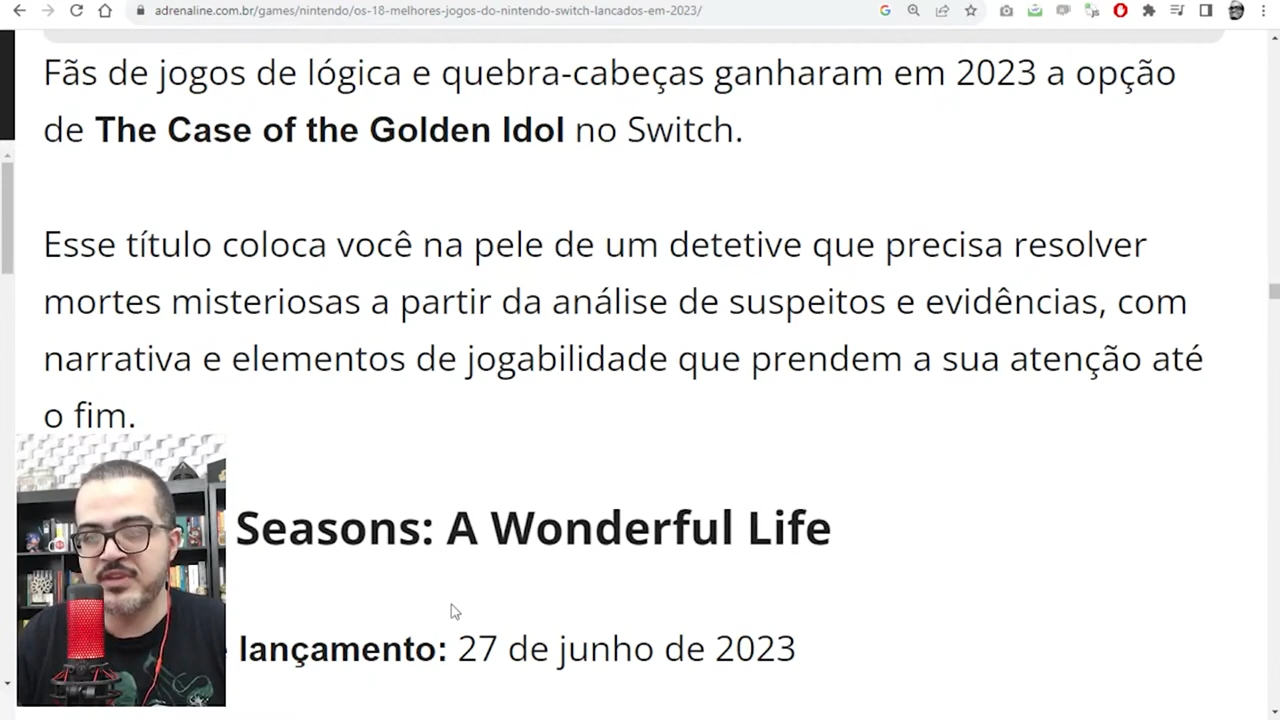 adrenaline.com.br/games/nintendo/os-18-melhores-jogos-do-nintendo-switch-lancados-em-2023/
Fãs de jogos de lógica e quebra-cabeças ganharam em 2023 a opção
de The Case of the Golden Idol no Switch.
Esse título coloca você na pele de um detetive que precisa resolver
mortes misteriosas a partir da análise de suspeitos e evidências, com
narrativa e elementos de jogabilidade que prendem a sua atenção até
o fim.
Seasons: A Wonderful Life
lançamento: 27 de junho de 2023